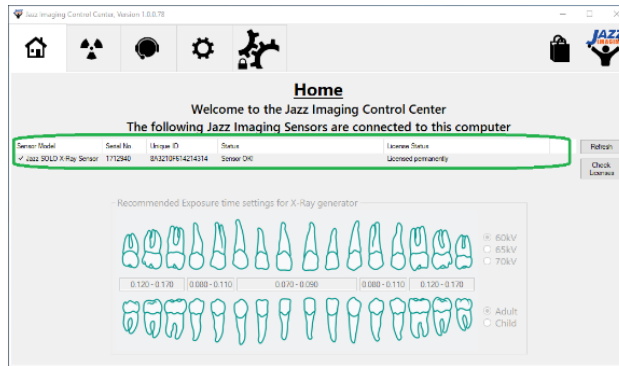 Jazz Imaging Control Center, Version 1.0.0.78
JAZZ
IMAGING
Home
Welcome to the Jazz Imaging Control Center
The following Jazz Imaging Sensors are connected to this computer
Sensor Model Serial No Unique ID Status License Status
Jazz SOLO X-Ray Sensor 1712940 8A3210F614214314 Sensor OK! Licensed permanently
Refresh
Check
Licenses
Recommended Exposure time settings for X-Ray generator
60kV
65kV
70kV
0.120 - 0.170 0.080 - 0.110 0.070 - 0.090 0.080 - 0.110 0.120 - 0.170
Adult
Child